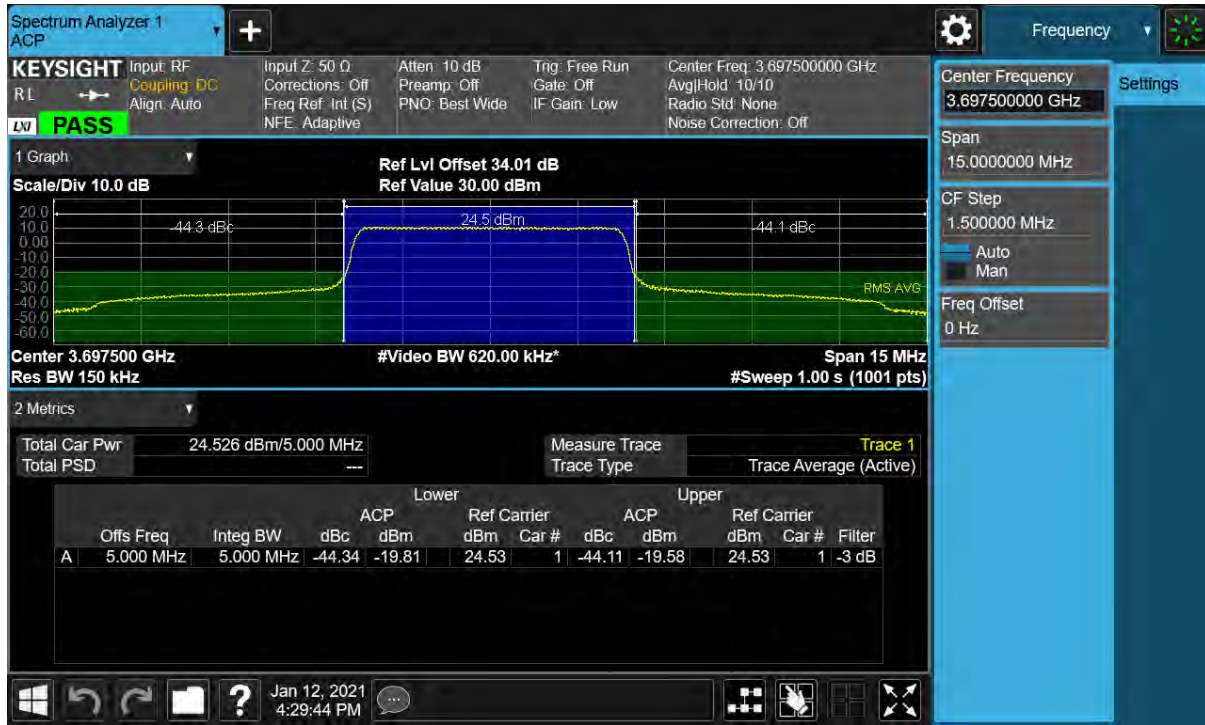 Spectrum Analyzer 1
ACP
+
Frequency
KEYSIGHT
RL
LXI PASS
Input: RF
Coupling: DC
Align: Auto
Input Z: 50 Ω
Corrections: Off
Freq Ref: Int (S)
NFE: Adaptive
Atten: 10 dB
Preamp: Off
PNO: Best Wide
Trig: Free Run
Gate: Off
IF Gain: Low
Center Freq: 3.697500000 GHz
Avg|Hold: 10/10
Radio Std: None
Noise Correction: Off
Center Frequency
3.697500000 GHz
Settings
Span
15.0000000 MHz
CF Step
1.500000 MHz
Auto
Man
Freq Offset
0 Hz
1 Graph
Scale/Div 10.0 dB
Ref Lvl Offset 34.01 dB
Ref Value 30.00 dBm
20.0
10.0
0.00
-10.0
-20.0
-30.0
-40.0
-50.0
-60.0
-44.3 dBc
24.5 dBm
-44.1 dBc
RMS AVG
Center 3.697500 GHz
#Video BW 620.00 kHz*
Span 15 MHz
Res BW 150 kHz
#Sweep 1.00 s (1001 pts)
2 Metrics
Total Car Pwr 24.526 dBm/5.000 MHz
Total PSD ---
Measure Trace Trace 1
Trace Type Trace Average (Active)
Lower Upper
ACP Ref Carrier ACP Ref Carrier
Offs Freq Integ BW dBc dBm dBm Car # dBc dBm dBm Car # Filter
A 5.000 MHz 5.000 MHz -44.34 -19.81 24.53 1 -44.11 -19.58 24.53 1 -3 dB
?
Jan 12, 2021
4:29:44 PM